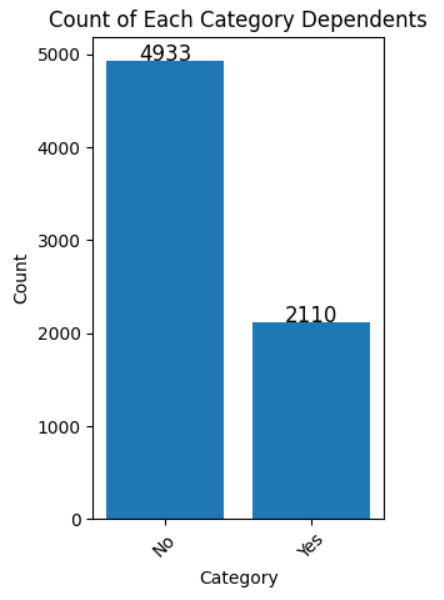 Count of Each Category Dependents
5000
4000
3000
2000
1000
0
Count
4933
2110
No
Yes
Category